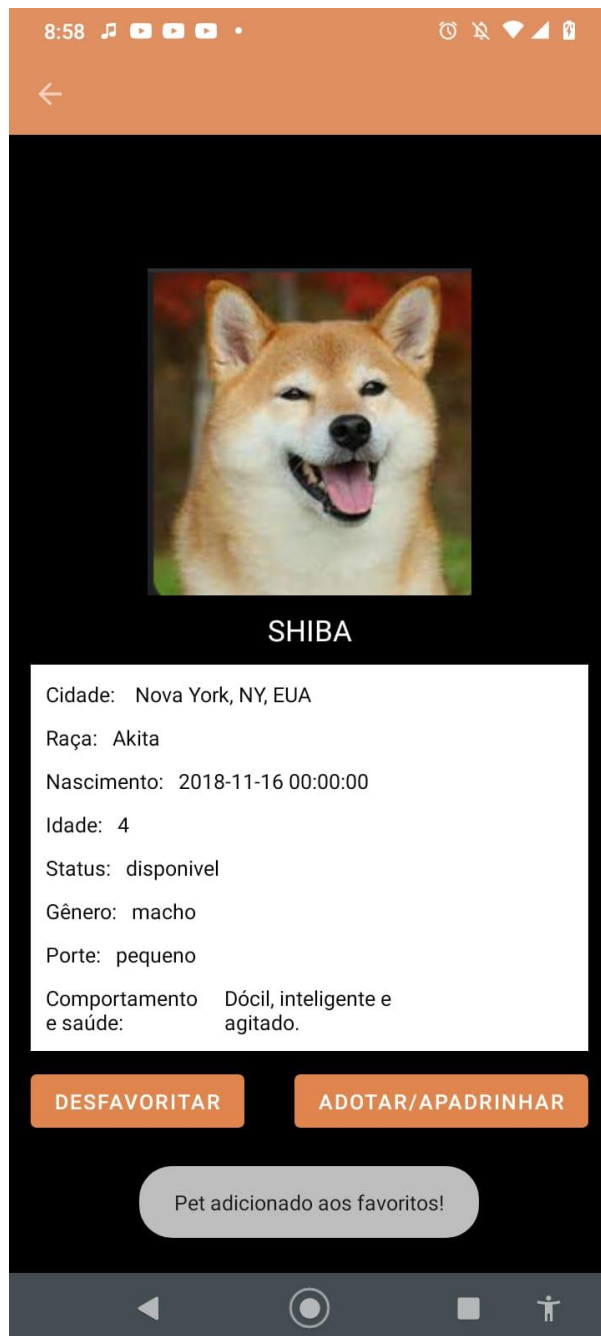 8:58
SHIBA
Cidade: Nova York, NY, EUA
Raça: Akita
Nascimento: 2018-11-16 00:00:00
Idade: 4
Status: disponivel
Gênero: macho
Porte: pequeno
Comportamento e saúde: Dócil, inteligente e agitado.
DESFAVORITAR
ADOTAR/APADRINHAR
Pet adicionado aos favoritos!